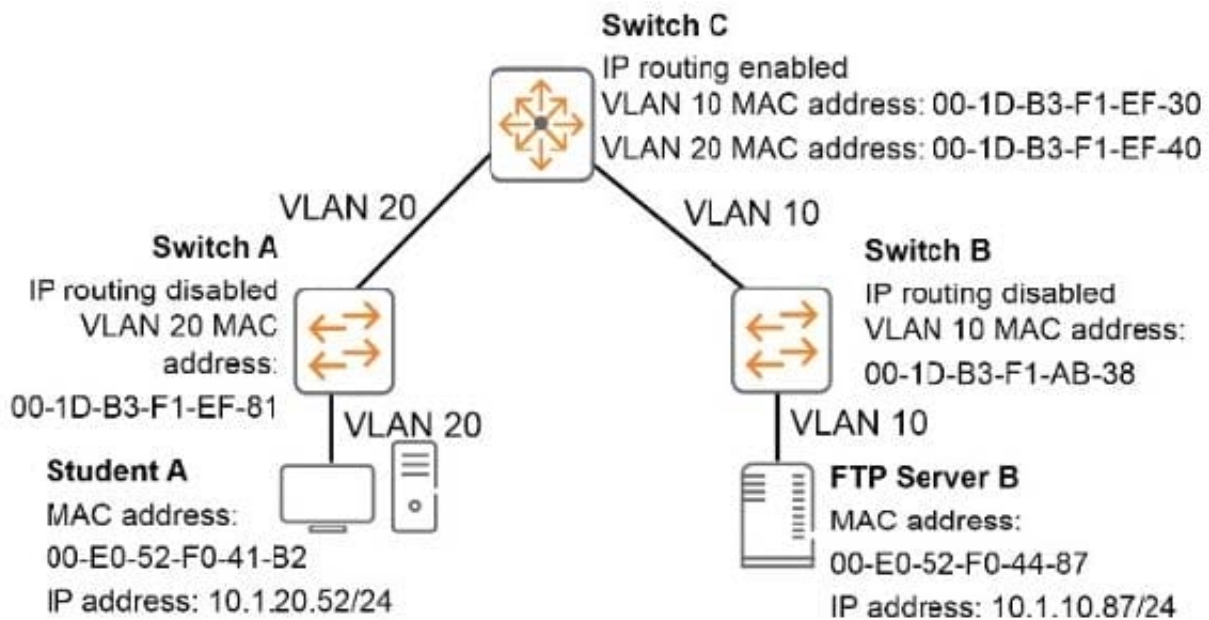 Switch C
IP routing enabled
VLAN 10 MAC address: 00-1D-B3-F1-EF-30
VLAN 20 MAC address: 00-1D-B3-F1-EF-40
VLAN 20
VLAN 10
Switch A
IP routing disabled
VLAN 20 MAC
address:
00-1D-B3-F1-EF-81
Switch B
IP routing disabled
VLAN 10 MAC address:
00-1D-B3-F1-AB-38
VLAN 20
VLAN 10
Student A
MAC address:
00-E0-52-F0-41-B2
IP address: 10.1.20.52/24
FTP Server B
MAC address:
00-E0-52-F0-44-87
IP address: 10.1.10.87/24